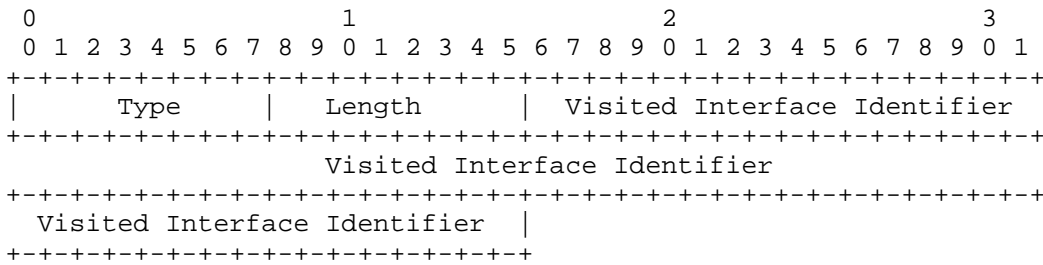 0                   1                   2                   3
 0 1 2 3 4 5 6 7 8 9 0 1 2 3 4 5 6 7 8 9 0 1 2 3 4 5 6 7 8 9 0 1
+-+-+-+-+-+-+-+-+-+-+-+-+-+-+-+-+-+-+-+-+-+-+-+-+-+-+-+-+-+-+-+-+
|      Type     |   Length      |  Visited Interface Identifier
+-+-+-+-+-+-+-+-+-+-+-+-+-+-+-+-+-+-+-+-+-+-+-+-+-+-+-+-+-+-+-+-+
                    Visited Interface Identifier
+-+-+-+-+-+-+-+-+-+-+-+-+-+-+-+-+-+-+-+-+-+-+-+-+-+-+-+-+-+-+-+-+
  Visited Interface Identifier  |
+-+-+-+-+-+-+-+-+-+-+-+-+-+-+-+-+